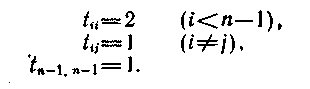 t_{ii}=2 (i<n-1),
t_{ij}=1 (i≠j),
t_{n-1, n-1}=1.